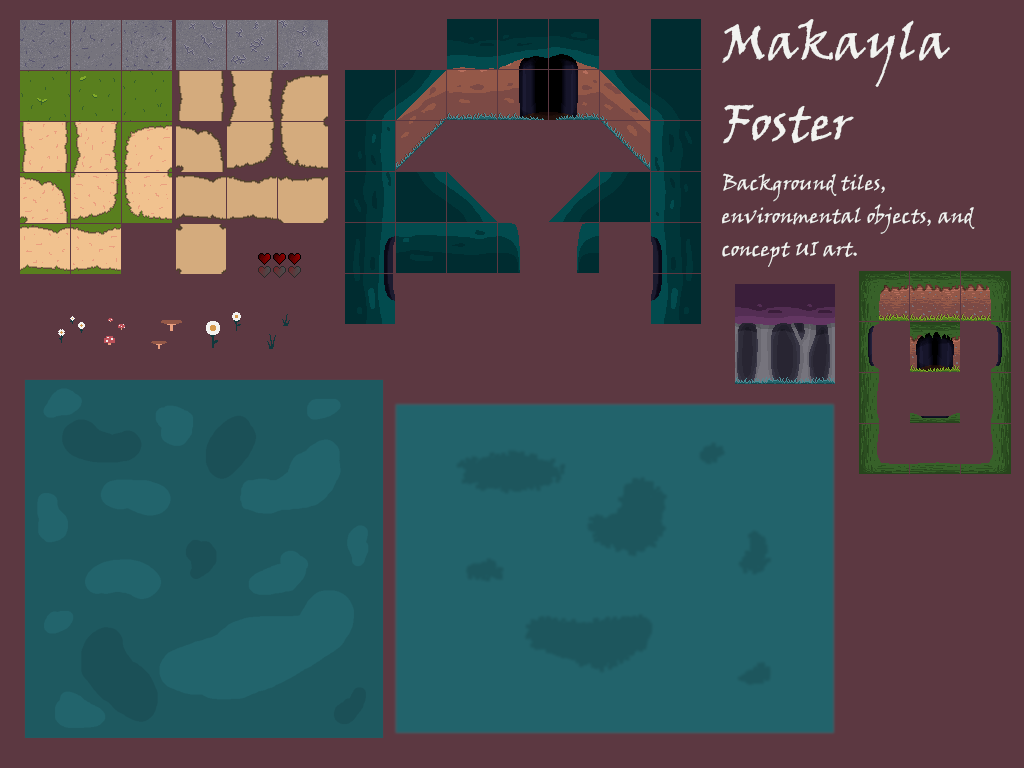 Makayla
Foster
Background tiles,
environmental objects, and
concept UI art.